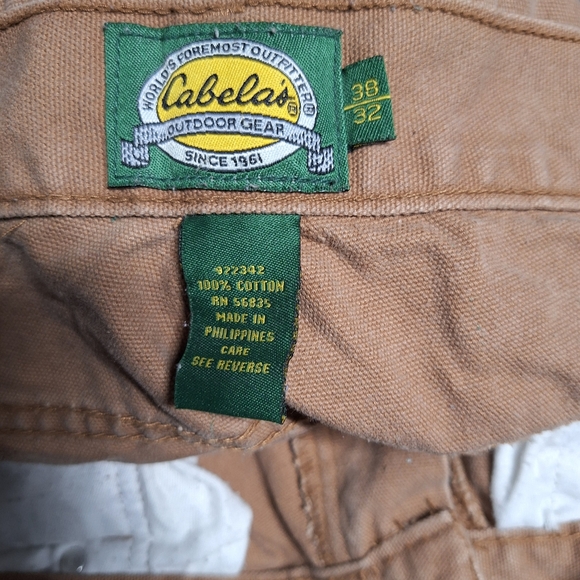 WORLD'S FOREMOST OUTFITTER®
Cabela's®
OUTDOOR GEAR
SINCE 1961
38
32
922342
100% COTTON
RN 56835
MADE IN
PHILIPPINES
CARE
SEE REVERSE